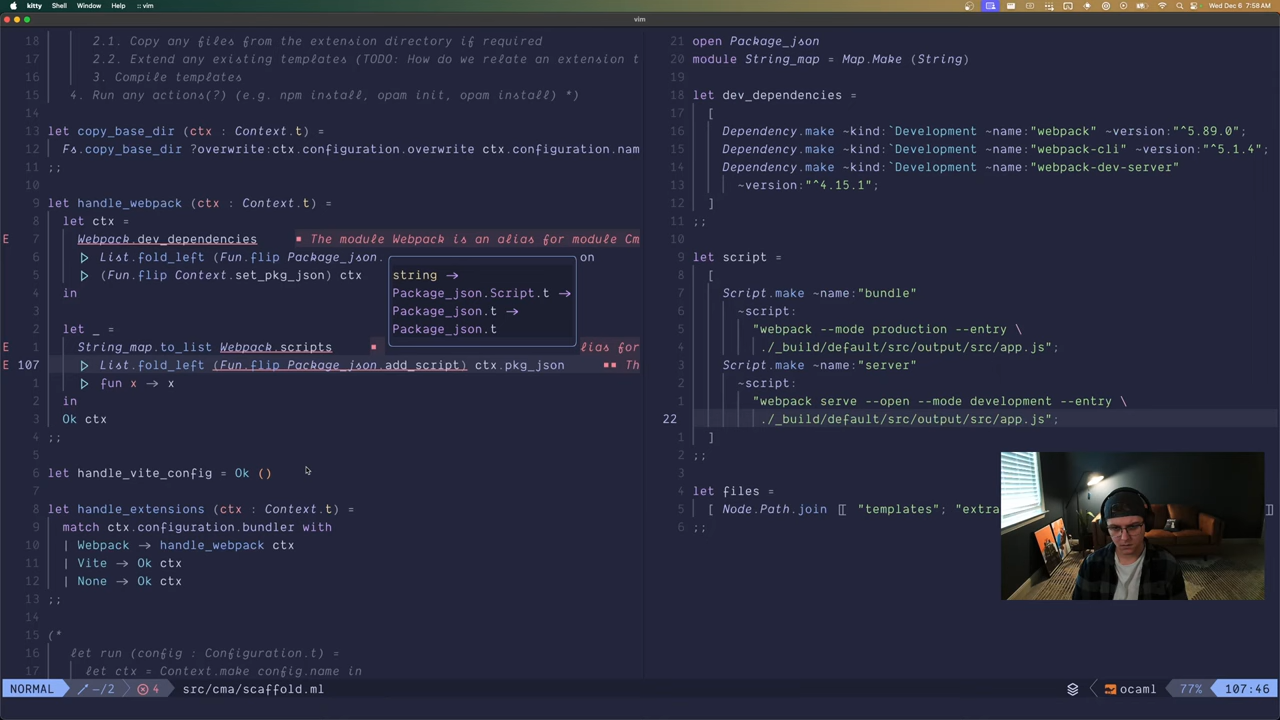 kitty Shell Window Help :: vim
Wed Dec 6 7:58 AM
vim
18 2.1. Copy any files from the extension directory if required
17 2.2. Extend any existing templates (TODO: How do we relate an extension t
16 3. Compile templates
15 4. Run any actions(?) (e.g. npm install, opam init, opam install) *)
14
13 let copy_base_dir (ctx : Context.t) =
12 Fs.copy_base_dir ?overwrite:ctx.configuration.overwrite ctx.configuration.nam
11 ;;
10
9 let handle_webpack (ctx : Context.t) =
8 let ctx =
E 7 Webpack.dev_dependencies ■ The module Webpack is an alias for module Cm
6 ▷ List.fold_left (Fun.flip Package_json. on
5 ▷ (Fun.flip Context.set_pkg_json) ctx
4 in
3
2 let _ =
E 1 String_map.to_list Webpack.scripts ■ lias for
E 107 ▷ List.fold_left (Fun.flip Package_json.add_script) ctx.pkg_json ■■ Th
1 ▷ fun x → x
2 in
3 Ok ctx
4 ;;
5
6 let handle_vite_config = Ok ()
7
8 let handle_extensions (ctx : Context.t) =
9 match ctx.configuration.bundler with
10 | Webpack → handle_webpack ctx
11 | Vite → Ok ctx
12 | None → Ok ctx
13 ;;
14
15 (*
16 let run (config : Configuration.t) =
17 let ctx = Context.make config.name in
string →
Package_json.Script.t →
Package_json.t →
Package_json.t
21 open Package_json
20 module String_map = Map.Make (String)
19
18 let dev_dependencies =
17 [
16 Dependency.make ~kind:`Development ~name:"webpack" ~version:"^5.89.0";
15 Dependency.make ~kind:`Development ~name:"webpack-cli" ~version:"^5.1.4";
14 Dependency.make ~kind:`Development ~name:"webpack-dev-server"
13 ~version:"^4.15.1";
12 ]
11 ;;
10
9 let script =
8 [
7 Script.make ~name:"bundle"
6 ~script:
5 "webpack --mode production --entry \
4 ./_build/default/src/output/src/app.js";
3 Script.make ~name:"server"
2 ~script:
1 "webpack serve --open --mode development --entry \
22 ./_build/default/src/output/src/app.js";
1 ]
2 ;;
3
4 let files =
5 [ Node.Path.join [ "templates"; "extra ]
6 ;;
NORMAL −/2 4 src/cma/scaffold.ml ocaml 77% 107:46